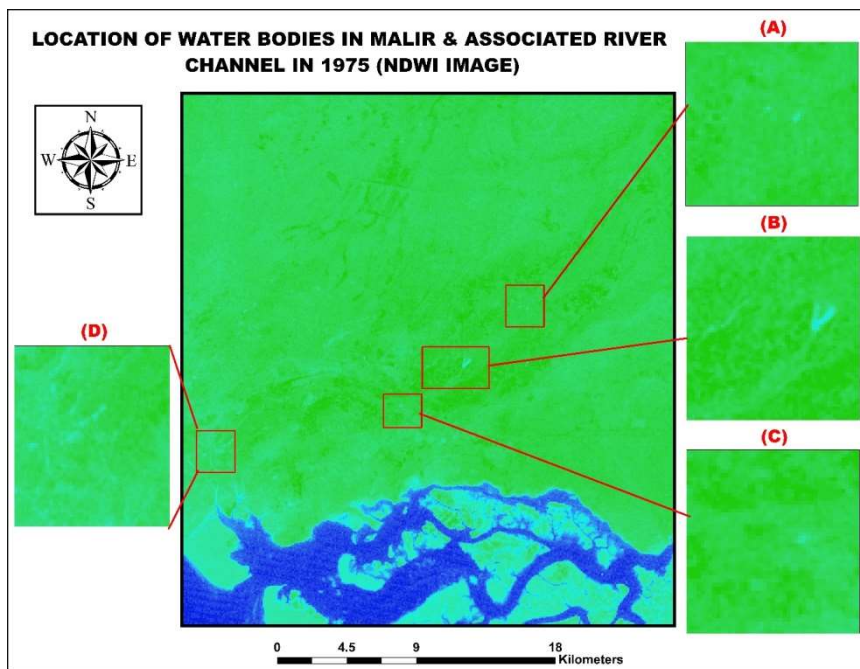 LOCATION OF WATER BODIES IN MALIR & ASSOCIATED RIVER
CHANNEL IN 1975 (NDWI IMAGE)
(A)
N
W E
S
(B)
(D)
(C)
0 4.5 9 18
Kilometers